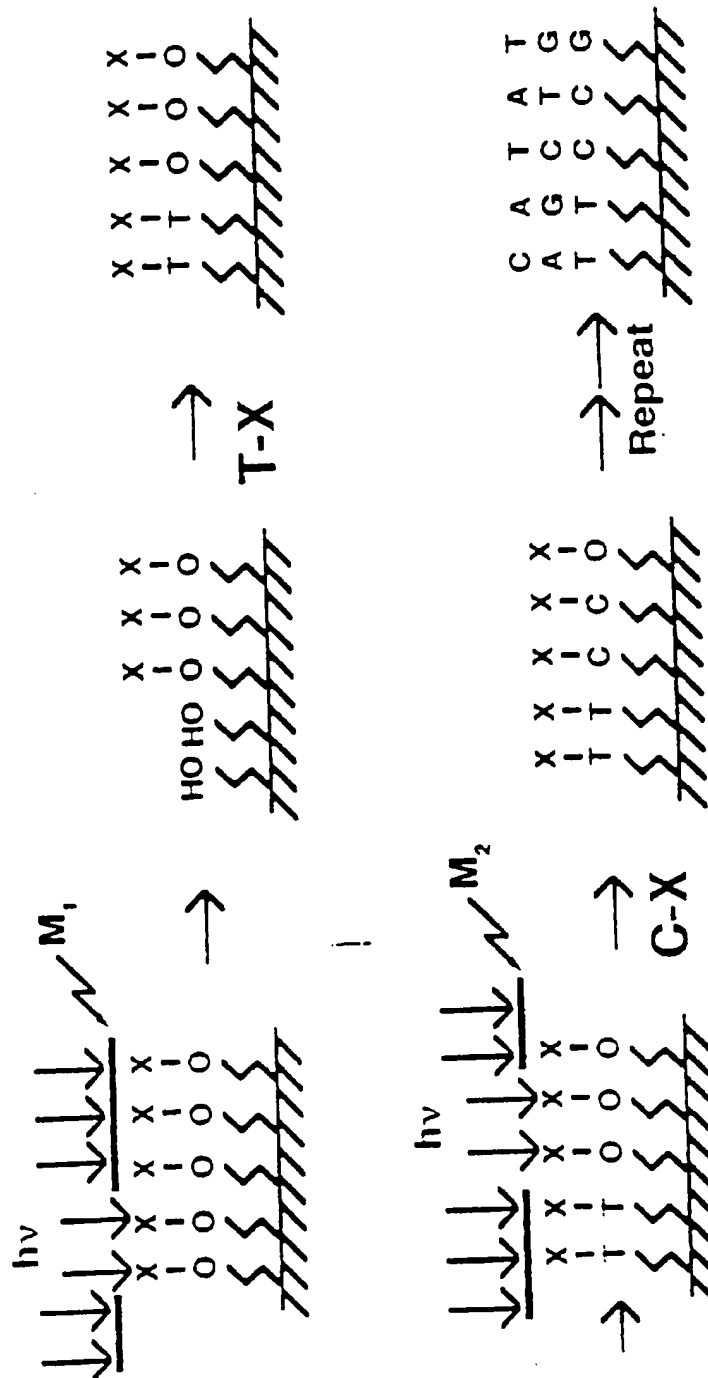 hν M₁
X X X X X
O O O O O
X X X
HO HO O O O
T-X
X X X X X
T T O O O
hν M₂
X X X X X
T T O O O
C-X
X X X X X
T T C C O
Repeat
C A T A T
A G C T G
T T C C G